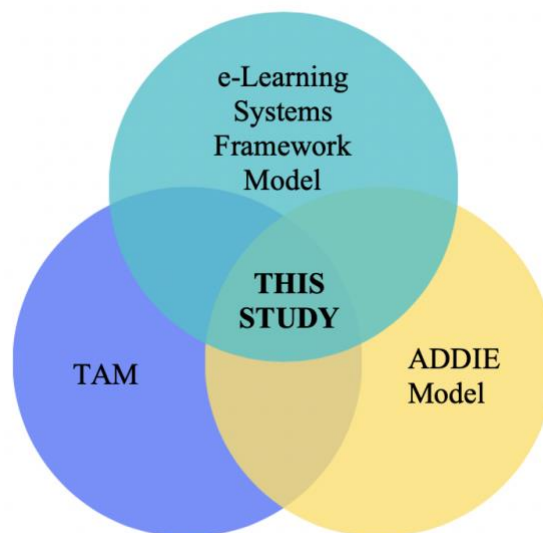 e-Learning
Systems
Framework
Model
THIS
STUDY
TAM
ADDIE
Model